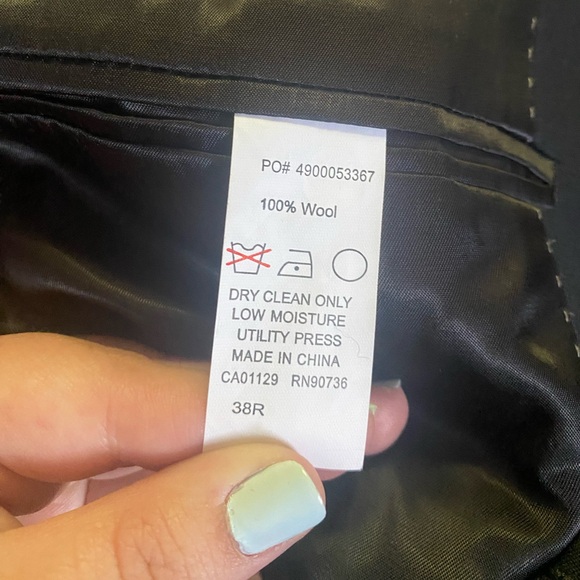 PO# 4900053367
100% Wool
DRY CLEAN ONLY
LOW MOISTURE
UTILITY PRESS
MADE IN CHINA
CA01129 RN90736
38R